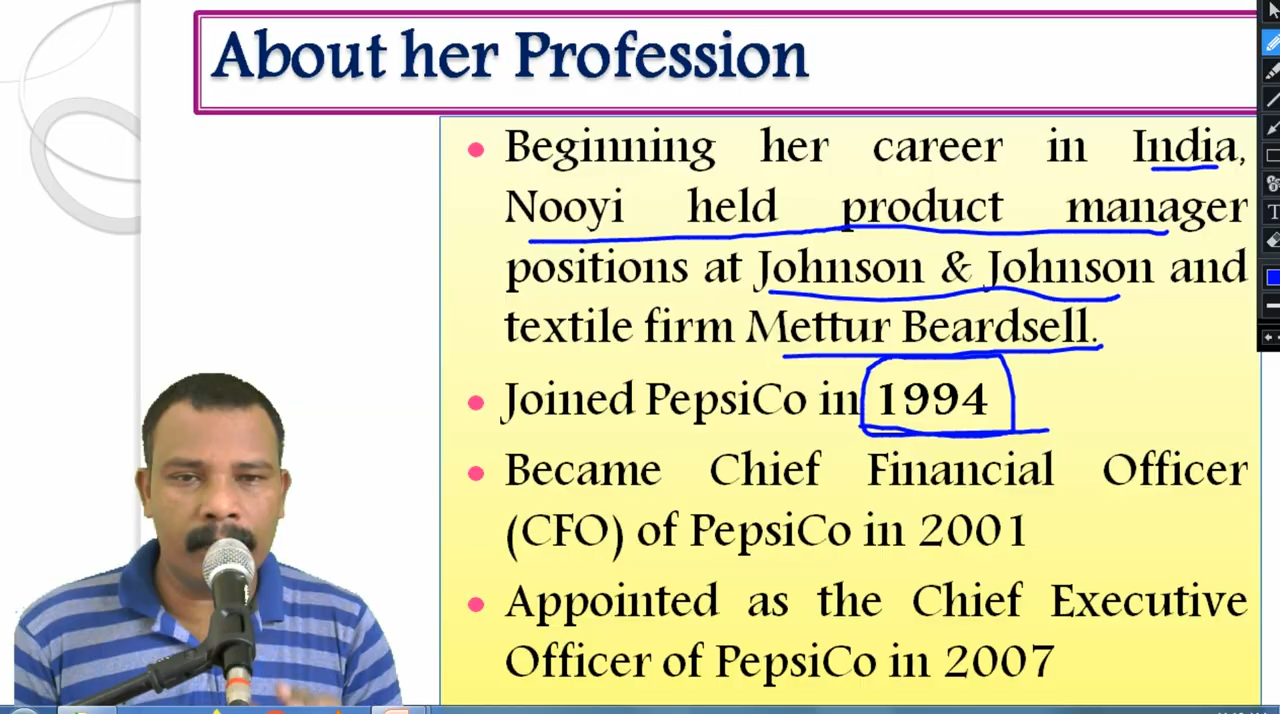 About her Profession
Beginning her career in India,
Nooyi held product manager
positions at Johnson & Johnson and
textile firm Mettur Beardsell.
Joined PepsiCo in 1994
Became Chief Financial Officer
(CFO) of PepsiCo in 2001
Appointed as the Chief Executive
Officer of PepsiCo in 2007